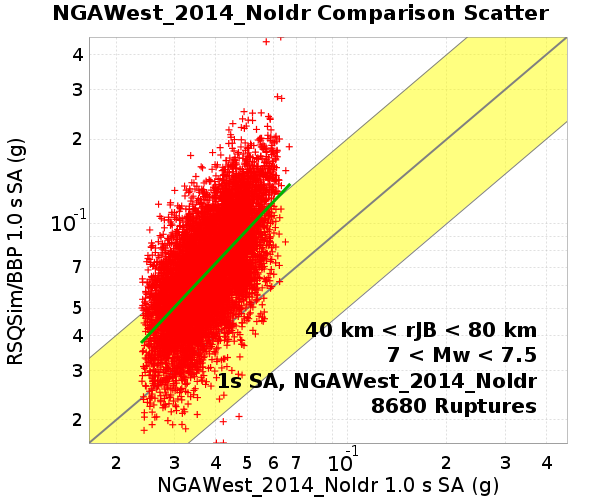 NGAWest_2014_NoIdr Comparison Scatter
RSQSim/BBP 1.0 s SA (g)
4
3
2
10⁻¹
7
5
4
3
2
40 km < rJB < 80 km
7 < Mw < 7.5
1s SA, NGAWest_2014_NoIdr
8680 Ruptures
2 3 4 5 6 7 10⁻¹ 2 3 4
NGAWest_2014_NoIdr 1.0 s SA (g)